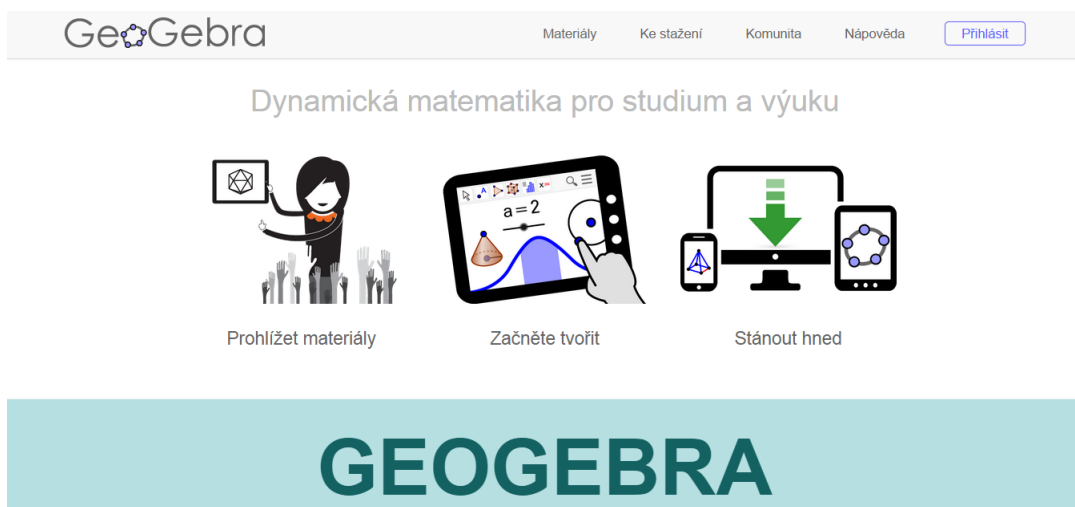 GeoGebra
Materiály Ke stažení Komunita Nápověda Přihlásit
Dynamická matematika pro studium a výuku
A x=
a=2
Prohlížet materiály Začněte tvořit Stánout hned
GEOGEBRA